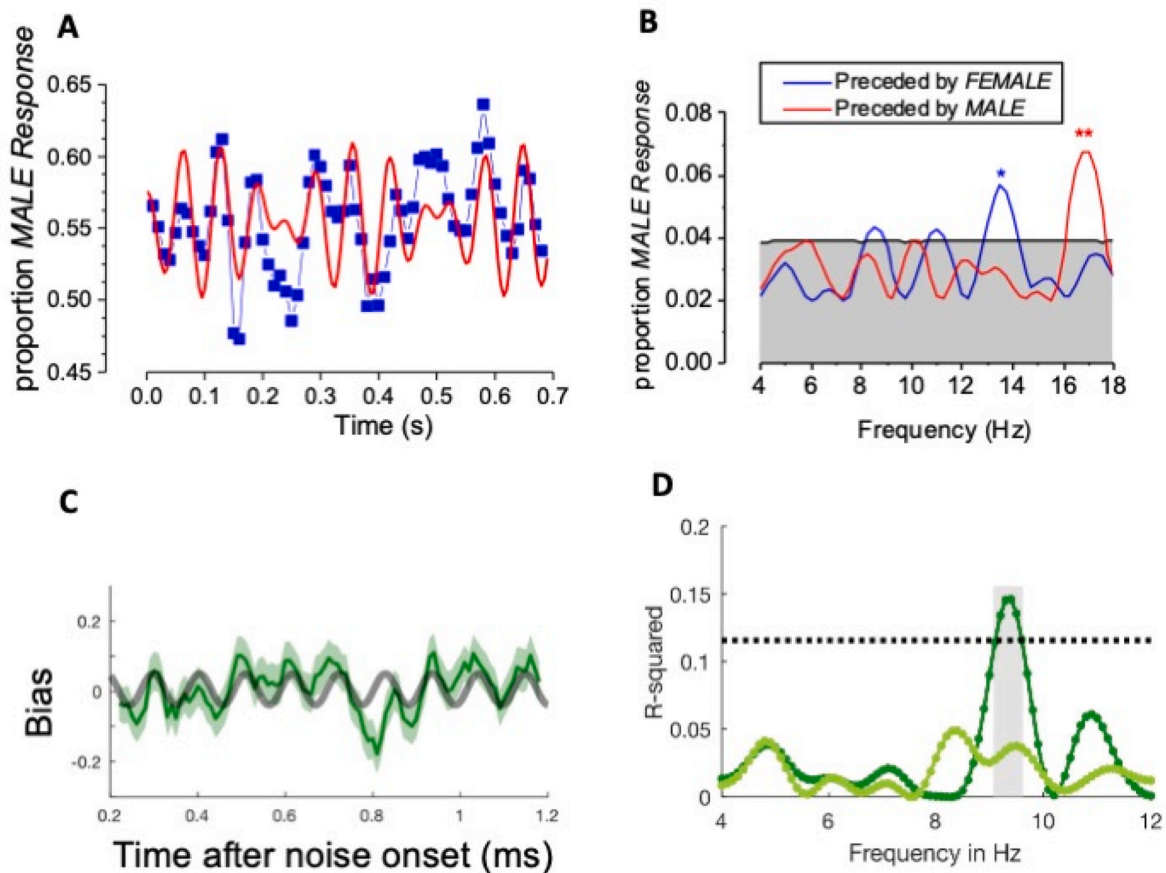 A
proportion MALE Response
0.65
0.60
0.55
0.50
0.45
0.0 0.1 0.2 0.3 0.4 0.5 0.6 0.7
Time (s)
B
Preceded by FEMALE
Preceded by MALE
proportion MALE Response
0.08
0.06
0.04
0.02
0.00
*
**
4 6 8 10 12 14 16 18
Frequency (Hz)
C
Bias
0.2
0
-0.2
0.2 0.4 0.6 0.8 1 1.2
Time after noise onset (ms)
D
R-squared
0.2
0.15
0.1
0.05
0
4 6 8 10 12
Frequency in Hz